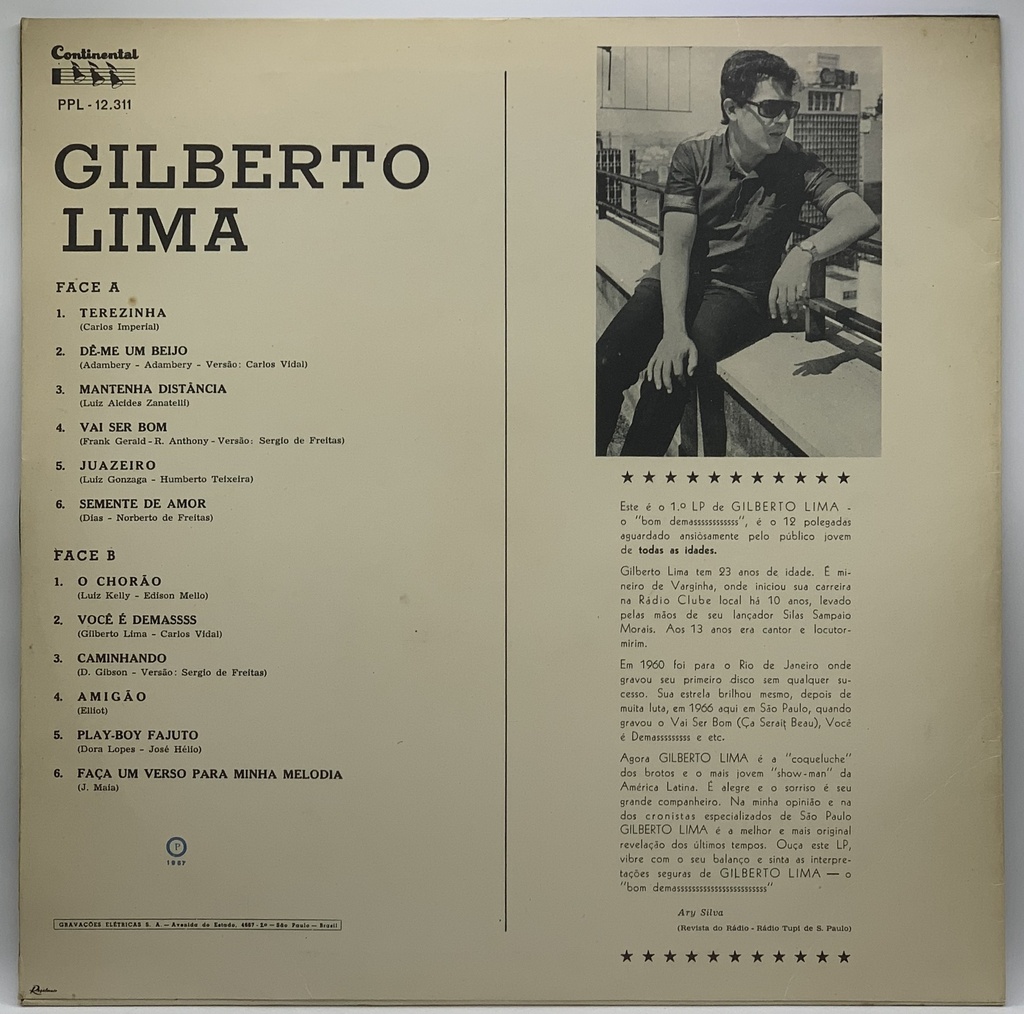 Continental
PPL - 12.311
GILBERTO
LIMA
FACE A
1. TEREZINHA
(Carlos Imperial)
2. DÊ-ME UM BEIJO
(Adambery - Adambery - Versão: Carlos Vidal)
3. MANTENHA DISTÂNCIA
(Luiz Alcides Zanatelli)
4. VAI SER BOM
(Frank Gerald - R. Anthony - Versão: Sergio de Freitas)
5. JUAZEIRO
(Luiz Gonzaga - Humberto Teixeira)
6. SEMENTE DE AMOR
(Dias - Norberto de Freitas)
FACE B
1. O CHORÃO
(Luiz Kelly - Edison Mello)
2. VOCÊ É DEMASSSS
(Gilberto Lima - Carlos Vidal)
3. CAMINHANDO
(D. Gibson - Versão: Sergio de Freitas)
4. AMIGÃO
(Elliot)
5. PLAY-BOY FAJUTO
(Dora Lopes - José Hélio)
6. FAÇA UM VERSO PARA MINHA MELODIA
(J. Maia)
P
1967
GRAVAÇÕES ELÉTRICAS S. A. — Avenida do Estado, 4667 - 2º — São Paulo — Brasil
Este é o 1.º LP de GILBERTO LIMA -
o "bom demassssssssssss", é o 12 polegadas
aguardado ansiòsamente pelo público jovem
de todas as idades.
Gilberto Lima tem 23 anos de idade. É mi-
neiro de Varginha, onde iniciou sua carreira
na Rádio Clube local há 10 anos, levado
pelas mãos de seu lançador Silas Sampaio
Morais. Aos 13 anos era cantor e locutor-
mirim.
Em 1960 foi para o Rio de Janeiro onde
gravou seu primeiro disco sem qualquer su-
cesso. Sua estrela brilhou mesmo, depois de
muita luta, em 1966 aqui em São Paulo, quando
gravou o Vai Ser Bom (Ça Serait Beau), Você
é Demasssssssss e etc.
Agora GILBERTO LIMA é a "coqueluche"
dos brotos e o mais jovem "show-man" da
América Latina. É alegre e o sorriso é seu
grande companheiro. Na minha opinião e na
dos cronistas especializados de São Paulo
GILBERTO LIMA é a melhor e mais original
revelação dos últimos tempos. Ouça este LP,
vibre com o seu balanço e sinta as interpre-
tações seguras de GILBERTO LIMA — o
"bom demasssssssssssssssssssssssss"
Ary Silva
(Revista do Rádio - Rádio Tupi de S. Paulo)